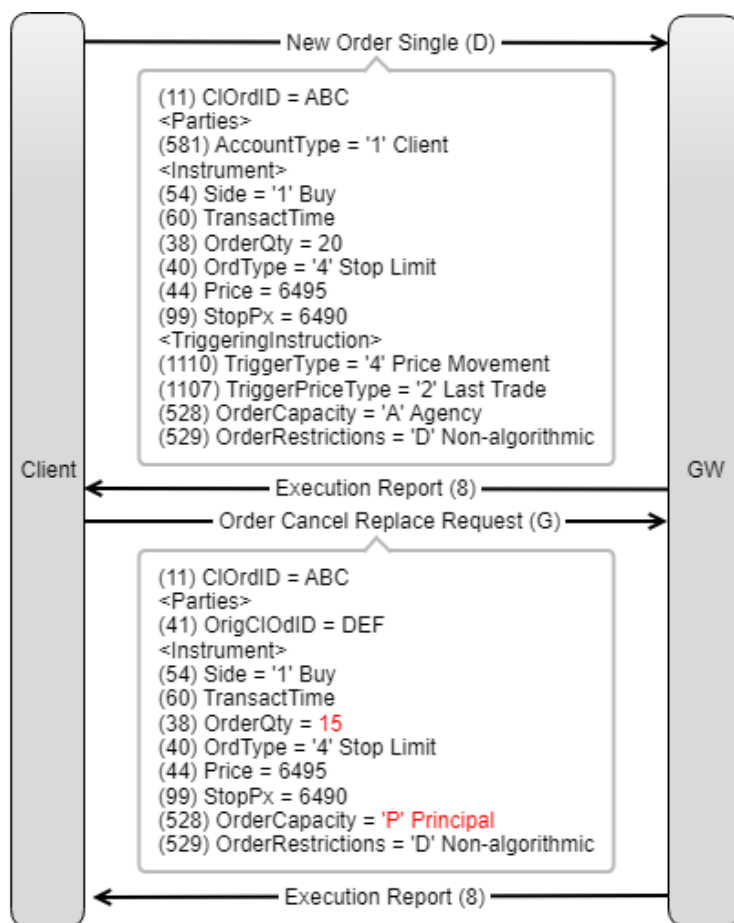 New Order Single (D)
(11) ClOrdID = ABC
<Parties>
(581) AccountType = '1' Client
<Instrument>
(54) Side = '1' Buy
(60) TransactTime
(38) OrderQty = 20
(40) OrdType = '4' Stop Limit
(44) Price = 6495
(99) StopPx = 6490
<TriggeringInstruction>
(1110) TriggerType = '4' Price Movement
(1107) TriggerPriceType = '2' Last Trade
(528) OrderCapacity = 'A' Agency
(529) OrderRestrictions = 'D' Non-algorithmic
Client
GW
Execution Report (8)
Order Cancel Replace Request (G)
(11) ClOrdID = ABC
<Parties>
(41) OrigClOdID = DEF
<Instrument>
(54) Side = '1' Buy
(60) TransactTime
(38) OrderQty = 15
(40) OrdType = '4' Stop Limit
(44) Price = 6495
(99) StopPx = 6490
(528) OrderCapacity = 'P' Principal
(529) OrderRestrictions = 'D' Non-algorithmic
Execution Report (8)